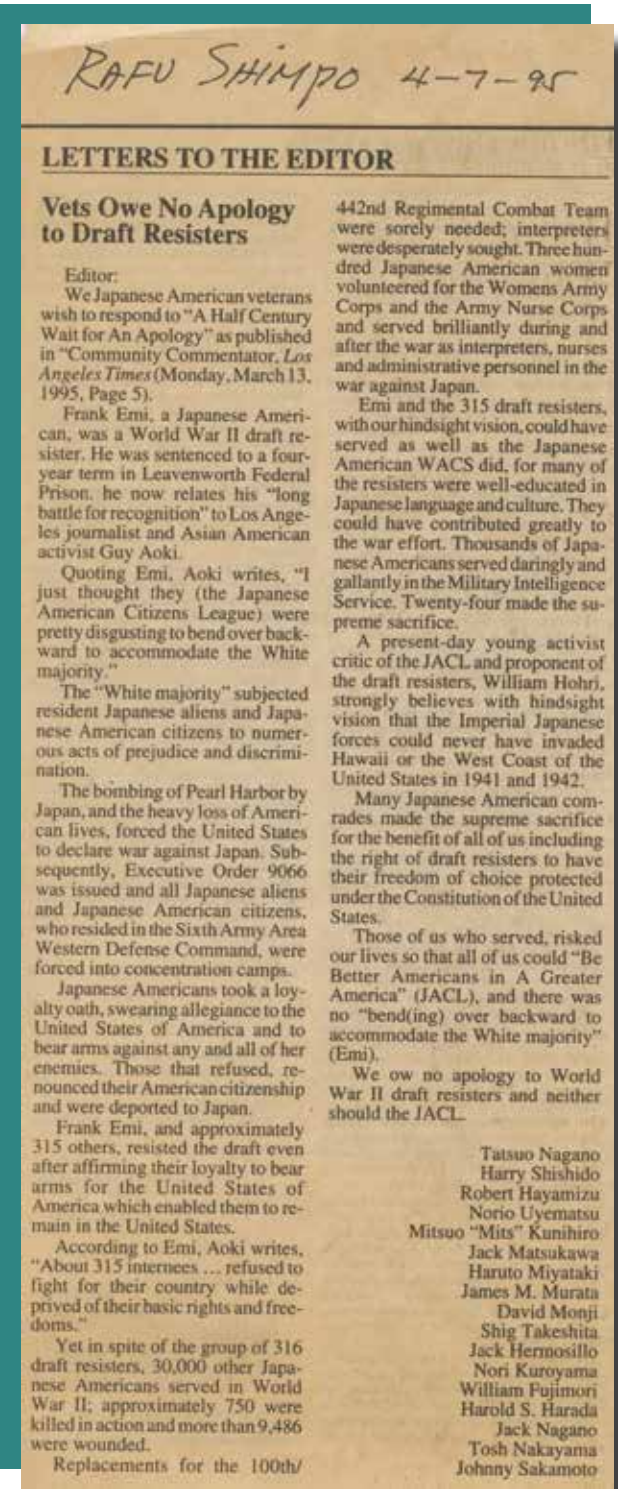 RAFU SHIMPO 4-7-95
LETTERS TO THE EDITOR
Vets Owe No Apology
to Draft Resisters
Editor:
We Japanese American veterans
wish to respond to “A Half Century
Wait for An Apology” as published
in “Community Commentator, Los
Angeles Times (Monday, March 13,
1995, Page 5).
Frank Emi, a Japanese Ameri-
can, was a World War II draft re-
sister. He was sentenced to a four-
year term in Leavenworth Federal
Prison. he now relates his “long
battle for recognition” to Los Ange-
les journalist and Asian American
activist Guy Aoki.
Quoting Emi, Aoki writes, “I
just thought they (the Japanese
American Citizens League) were
pretty disgusting to bend over back-
ward to accommodate the White
majority.”
The “White majority” subjected
resident Japanese aliens and Japa-
nese American citizens to numer-
ous acts of prejudice and discrimi-
nation.
The bombing of Pearl Harbor by
Japan, and the heavy loss of Ameri-
can lives, forced the United States
to declare war against Japan. Sub-
sequently, Executive Order 9066
was issued and all Japanese aliens
and Japanese American citizens,
who resided in the Sixth Army Area
Western Defense Command, were
forced into concentration camps.
Japanese Americans took a loy-
alty oath, swearing allegiance to the
United States of America and to
bear arms against any and all of her
enemies. Those that refused, re-
nounced their American citizenship
and were deported to Japan.
Frank Emi, and approximately
315 others, resisted the draft even
after affirming their loyalty to bear
arms for the United States of
America which enabled them to re-
main in the United States.
According to Emi, Aoki writes,
“About 315 internees ... refused to
fight for their country while de-
prived of their basic rights and free-
doms.”
Yet in spite of the group of 316
draft resisters, 30,000 other Japa-
nese Americans served in World
War II; approximately 750 were
killed in action and more than 9,486
were wounded.
Replacements for the 100th/
442nd Regimental Combat Team
were sorely needed; interpreters
were desperately sought. Three hun-
dred Japanese American women
volunteered for the Womens Army
Corps and the Army Nurse Corps
and served brilliantly during and
after the war as interpreters, nurses
and administrative personnel in the
war against Japan.
Emi and the 315 draft resisters,
with our hindsight vision, could have
served as well as the Japanese
American WACS did, for many of
the resisters were well-educated in
Japanese language and culture. They
could have contributed greatly to
the war effort. Thousands of Japa-
nese Americans served daringly and
gallantly in the Military Intelligence
Service. Twenty-four made the su-
preme sacrifice.
A present-day young activist
critic of the JACL and proponent of
the draft resisters, William Hohri,
strongly believes with hindsight
vision that the Imperial Japanese
forces could never have invaded
Hawaii or the West Coast of the
United States in 1941 and 1942.
Many Japanese American com-
rades made the supreme sacrifice
for the benefit of all of us including
the right of draft resisters to have
their freedom of choice protected
under the Constitution of the United
States.
Those of us who served, risked
our lives so that all of us could “Be
Better Americans in A Greater
America” (JACL), and there was
no “bend(ing) over backward to
accommodate the White majority”
(Emi).
We ow no apology to World
War II draft resisters and neither
should the JACL.
Tatsuo Nagano
Harry Shishido
Robert Hayamizu
Norio Uyematsu
Mitsuo “Mits” Kunihiro
Jack Matsukawa
Haruto Miyataki
James M. Murata
David Monji
Shig Takeshita
Jack Hermosillo
Nori Kuroyama
William Fujimori
Harold S. Harada
Jack Nagano
Tosh Nakayama
Johnny Sakamoto